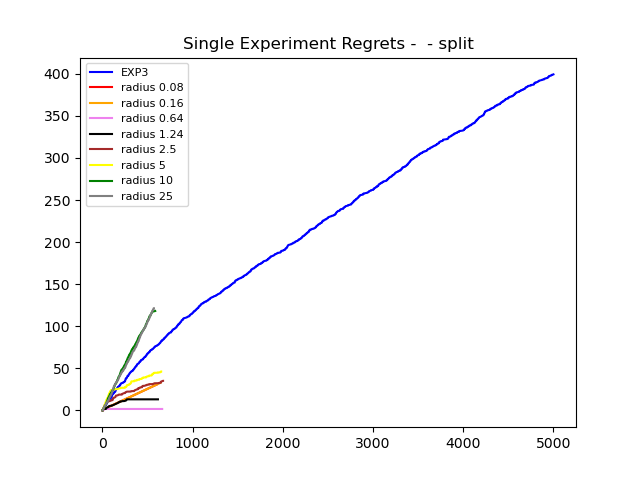 Single Experiment Regrets -  - split
EXP3
radius 0.08
radius 0.16
radius 0.64
radius 1.24
radius 2.5
radius 5
radius 10
radius 25
400
350
300
250
200
150
100
50
0
0 1000 2000 3000 4000 5000